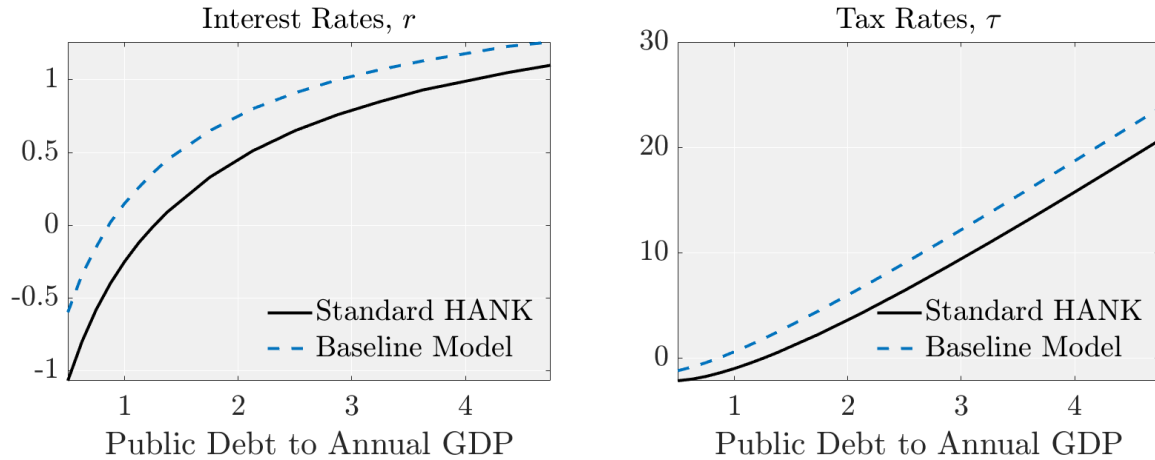 Interest Rates, r
1
0.5
0
-0.5
-1
1 2 3 4
Public Debt to Annual GDP
Standard HANK
Baseline Model
Tax Rates, τ
30
20
10
0
1 2 3 4
Public Debt to Annual GDP
Standard HANK
Baseline Model